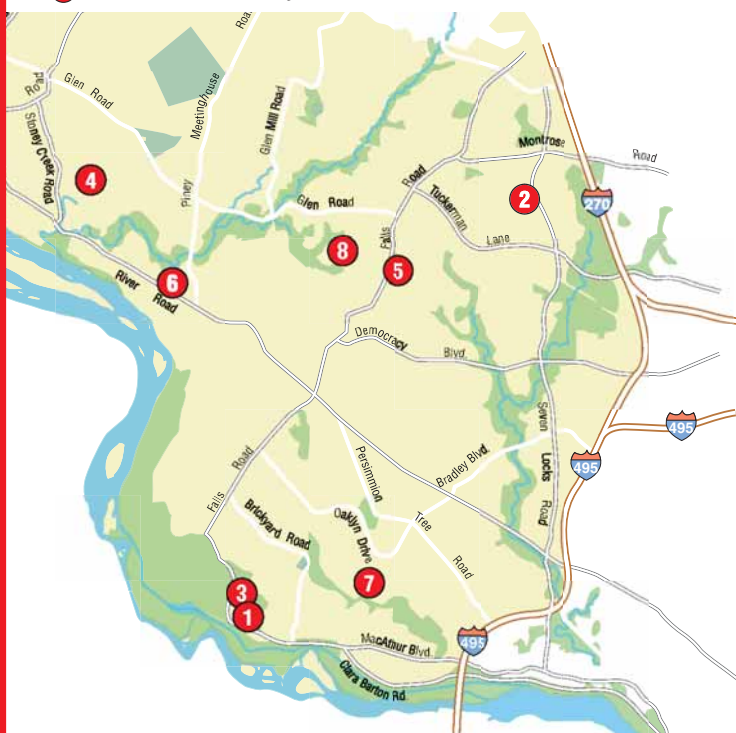 Road
Road
Glen Road
Meetinghouse
Glen Mill Road
Stoney Creek Road
Montrose
Road
4
Piney
Road
Tuckerman
2
270
Glen Road
Falls
Lane
8
5
6
River Road
Democracy
Blvd.
Seven
Locks
Road
495
495
Persimmion
Tree
Road
Bradley Blvd.
Falls Road
Brickyard Road
Oaklyn Drive
7
3
1
MacArthur Blvd
495
Clara Barton Rd.